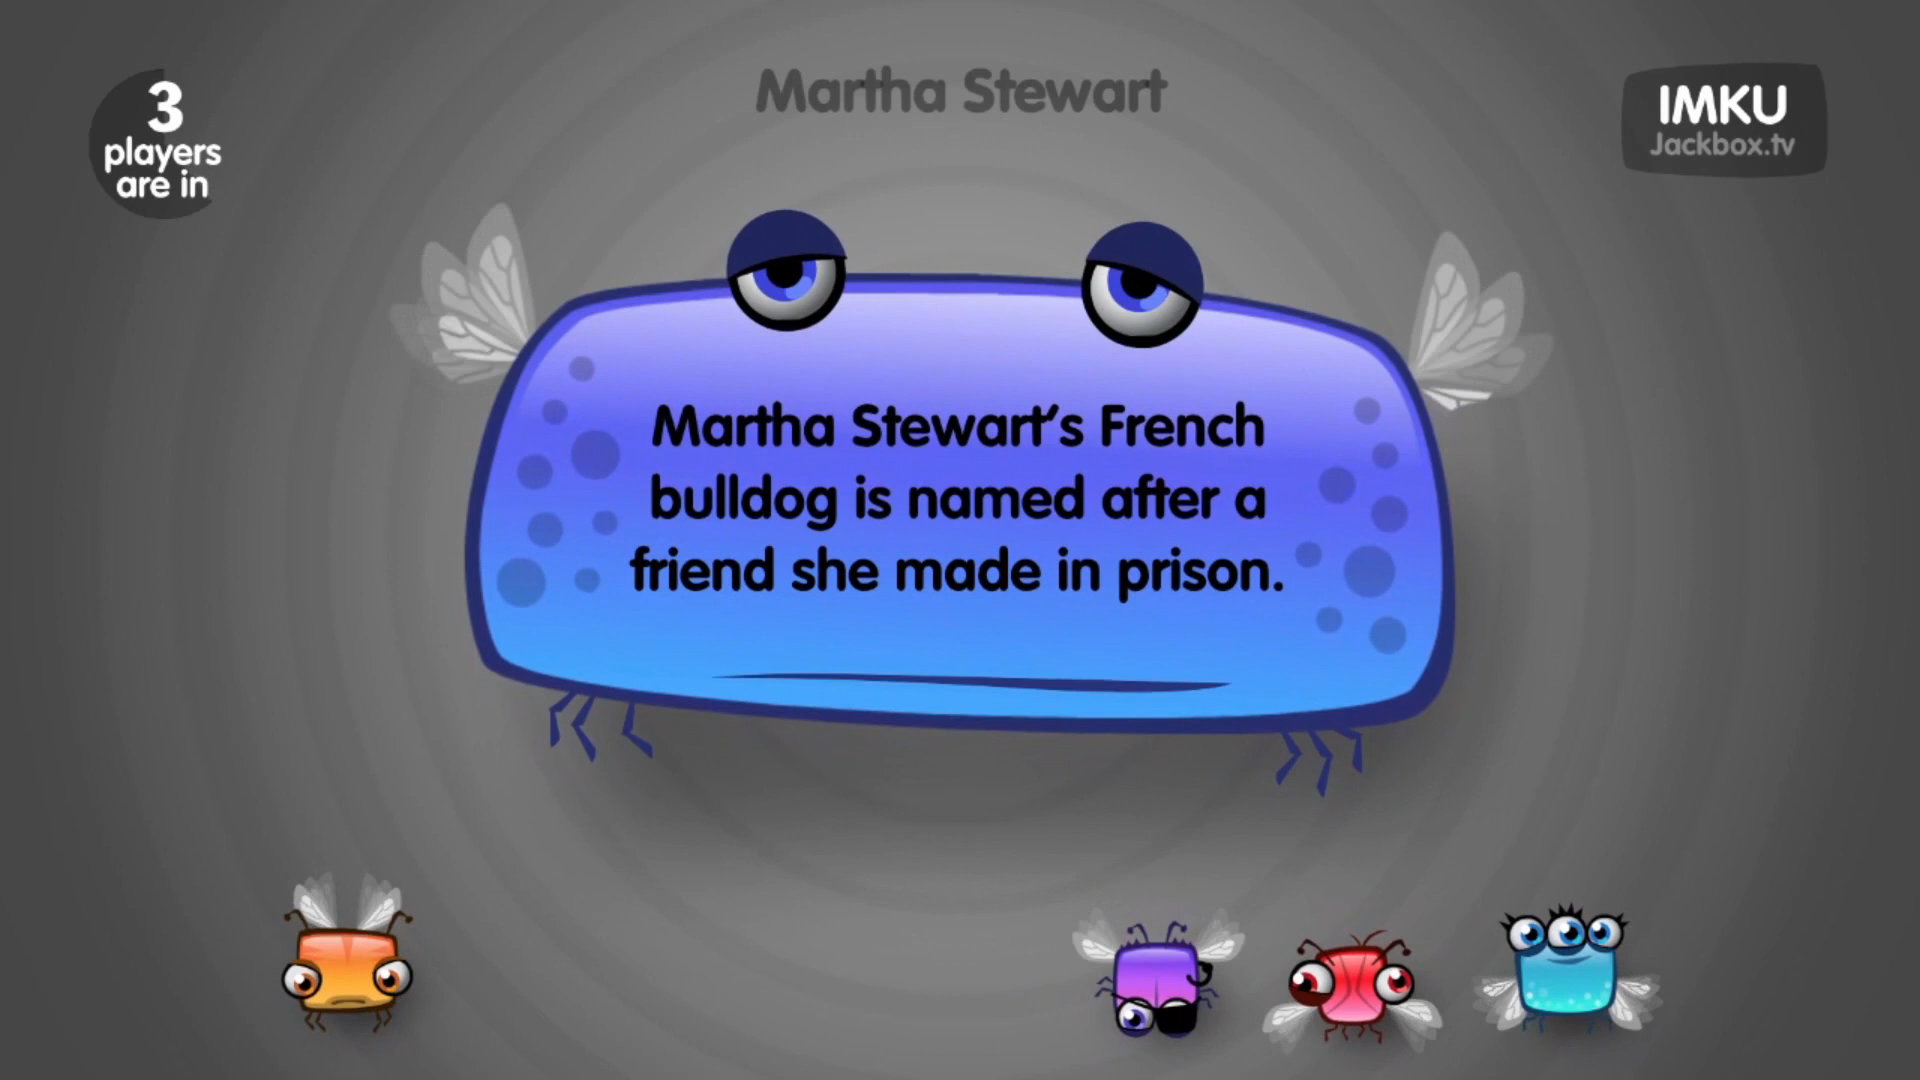 3
players
are in
Martha Stewart
IMKU
Jackbox.tv
Martha Stewart's French
bulldog is named after a
friend she made in prison.